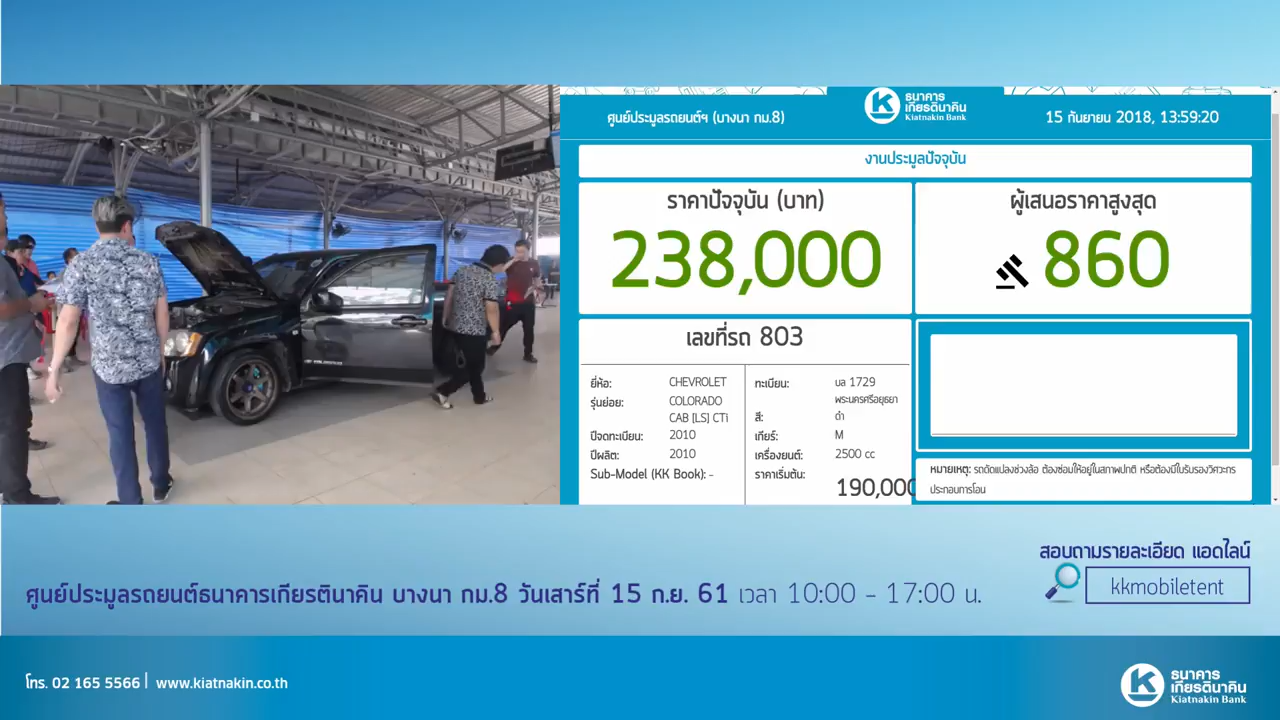 ศูนย์ประมูลรถยนต์ฯ (บางนา กม.8)
ธนาคาร
เกียรตินาคิน
Kiatnakin Bank
15 กันยายน 2018, 13:59:20
งานประมูลปัจจุบัน
ราคาปัจจุบัน (บาท)
238,000
ผู้เสนอราคาสูงสุด
860
เลขที่รถ 803
ยี่ห้อ: CHEVROLET
รุ่นย่อย: COLORADO
CAB [LS] CTi
ปีจดทะเบียน: 2010
ปีผลิต: 2010
Sub-Model (KK Book): -
ทะเบียน: บล 1729
พระนครศรีอยุธยา
สี: ดำ
เกียร์: M
เครื่องยนต์: 2500 cc
ราคาเริ่มต้น: 190,000
หมายเหตุ: รถดัดแปลงช่วงล้อ ต้องซ่อมให้อยู่ในสภาพปกติ หรือต้องมีใบรับรองวิศวะกร
ประกอบการโอน
สอบถามรายละเอียด แอดไลน์
kkmobiletent
ศูนย์ประมูลรถยนต์ธนาคารเกียรตินาคิน บางนา กม.8 วันเสาร์ที่ 15 ก.ย. 61 เวลา 10:00 - 17:00 น.
โทร. 02 165 5566 | www.kiatnakin.co.th
ธนาคาร
เกียรตินาคิน
Kiatnakin Bank